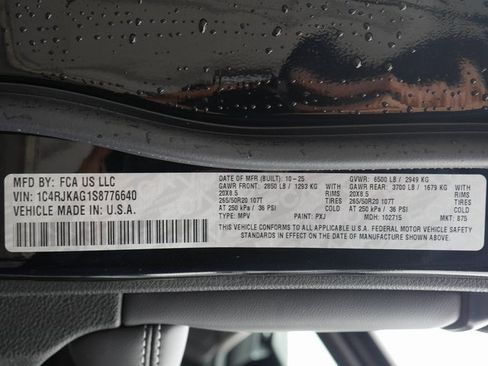 MFD BY: FCA US LLC
VIN: 1C4RJKAG1S8776640
VEHICLE MADE IN U.S.A.
DATE OF MFR (BUILT): 10-25 GVWR: 6500 LB / 2949 KG
GAWR FRONT: 2850 LB / 1293 KG WITH GAWR REAR: 3700 LB / 1679 KG WITH
20X8.5 RIMS 20X8.5 RIMS
265/50R20 107T TIRES 265/50R20 107T TIRES
AT 250 kPa / 36 PSI COLD AT 250 kPa / 36 PSI COLD
TYPE: MPV PAINT: PXJ MDH: 102715 MKT: 875
THIS VEHICLE CONFORMS TO ALL APPLICABLE U.S.A. FEDERAL MOTOR VEHICLE SAFETY
STANDARDS IN EFFECT ON THE DATE OF MANUFACTURE SHOWN ABOVE.